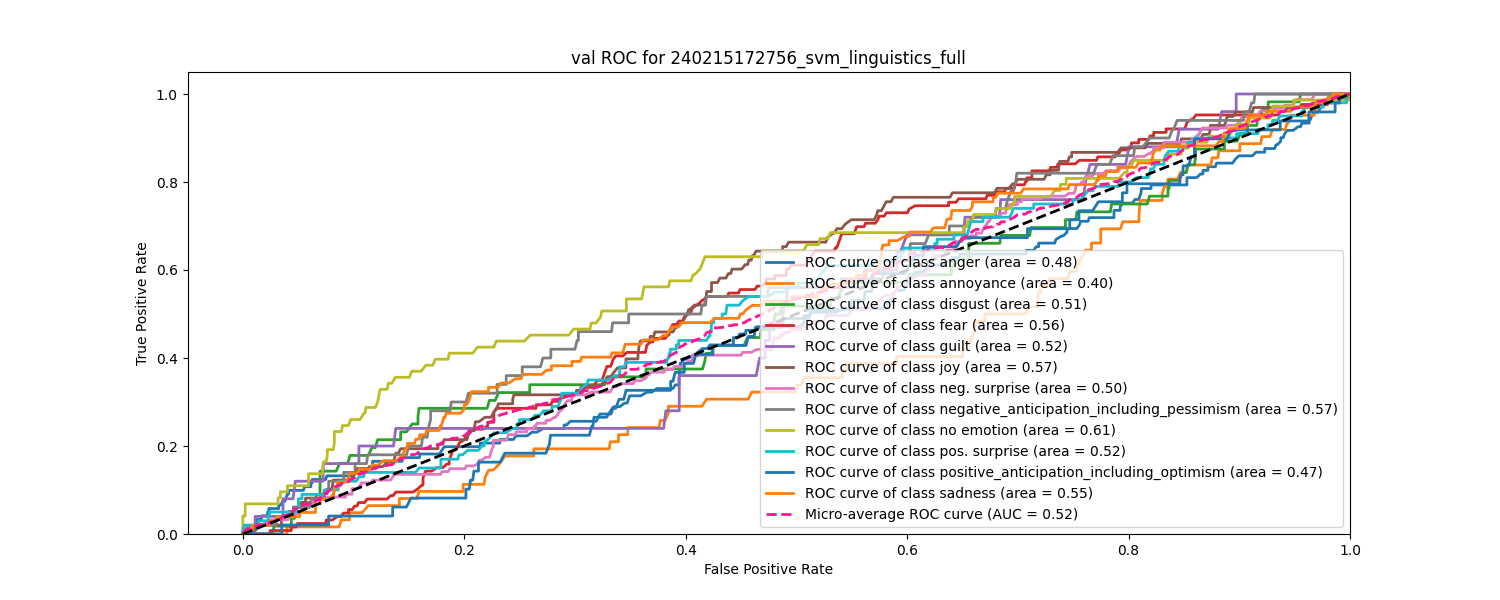 val ROC for 240215172756_svm_linguistics_full
True Positive Rate
1.0
0.8
0.6
0.4
0.2
0.0
ROC curve of class anger (area = 0.48)
ROC curve of class annoyance (area = 0.40)
ROC curve of class disgust (area = 0.51)
ROC curve of class fear (area = 0.56)
ROC curve of class guilt (area = 0.52)
ROC curve of class joy (area = 0.57)
ROC curve of class neg. surprise (area = 0.50)
ROC curve of class negative_anticipation_including_pessimism (area = 0.57)
ROC curve of class no emotion (area = 0.61)
ROC curve of class pos. surprise (area = 0.52)
ROC curve of class positive_anticipation_including_optimism (area = 0.47)
ROC curve of class sadness (area = 0.55)
Micro-average ROC curve (AUC = 0.52)
0.0 0.2 0.4 0.6 0.8 1.0
False Positive Rate